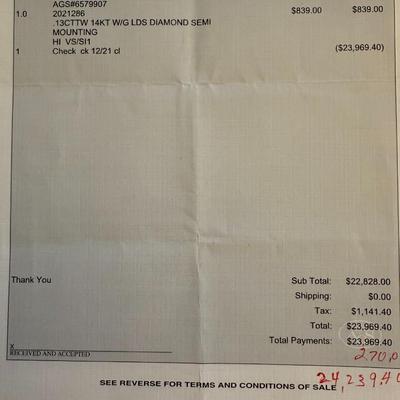 AGS#6579907
1.0 2021286 $839.00 $839.00
.13CTTW 14KT W/G LDS DIAMOND SEMI
MOUNTING
HI VS/SI1
1 Check ck 12/21 cl ($23,969.40)
Thank You
Sub Total: $22,828.00
Shipping: $0.00
Tax: $1,141.40
Total: $23,969.40
Total Payments: $23,969.40
x
RECEIVED AND ACCEPTED
270.0
SEE REVERSE FOR TERMS AND CONDITIONS OF SALE
24,239.40